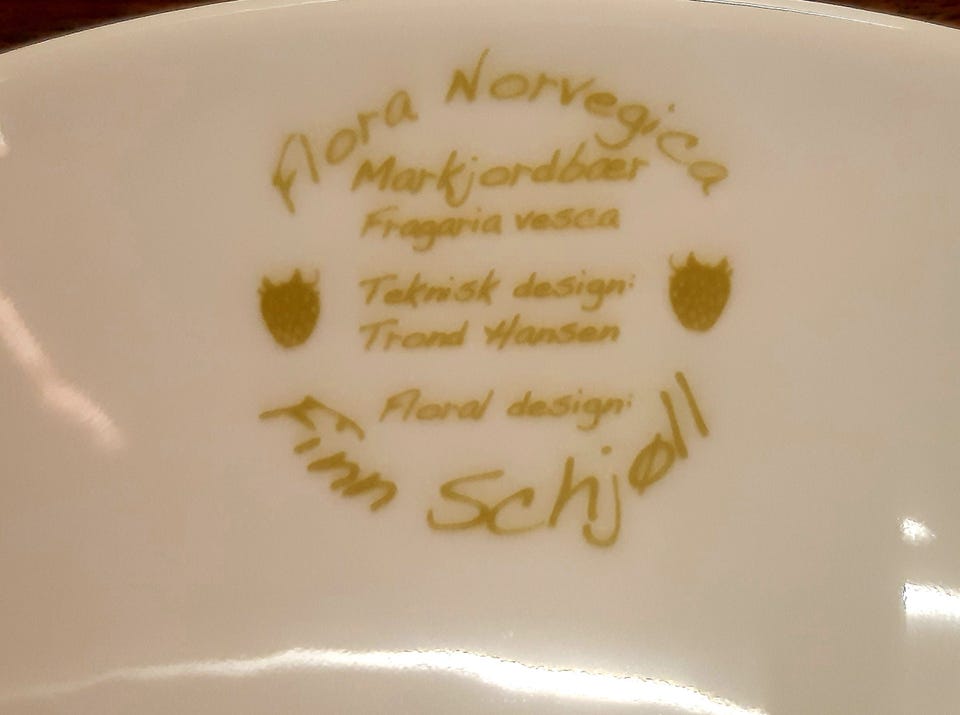 Flora Norvegica
Markjordbær
Fragaria vesca
Teknisk design:
Trond Hansen
Floral design:
Finn Schjøll